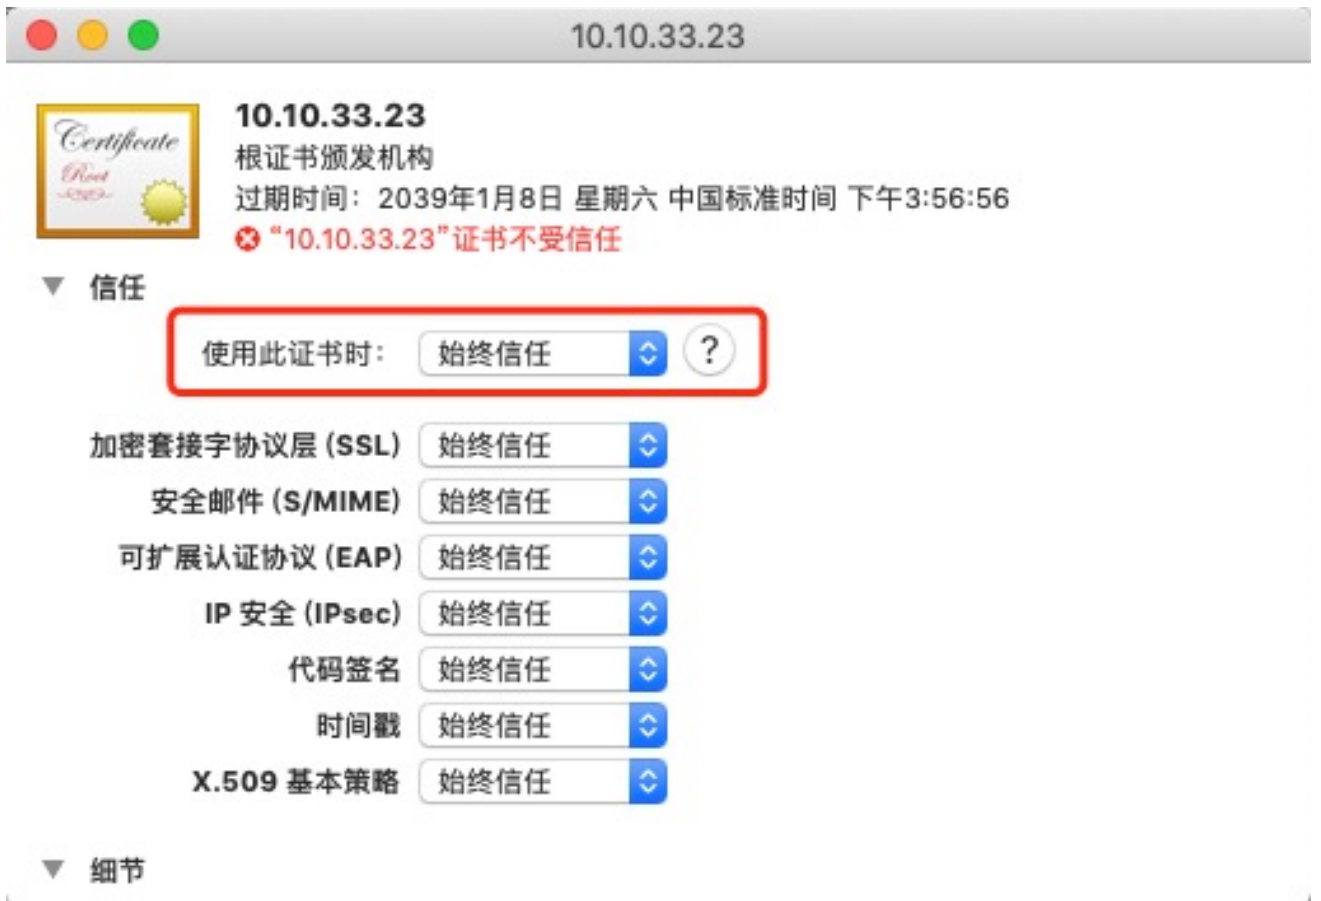 10.10.33.23
Certificate
Root
10.10.33.23
根证书颁发机构
过期时间：2039年1月8日 星期六 中国标准时间 下午3:56:56
“10.10.33.23”证书不受信任
信任
使用此证书时： 始终信任 ?
加密套接字协议层 (SSL) 始终信任
安全邮件 (S/MIME) 始终信任
可扩展认证协议 (EAP) 始终信任
IP 安全 (IPsec) 始终信任
代码签名 始终信任
时间戳 始终信任
X.509 基本策略 始终信任
细节